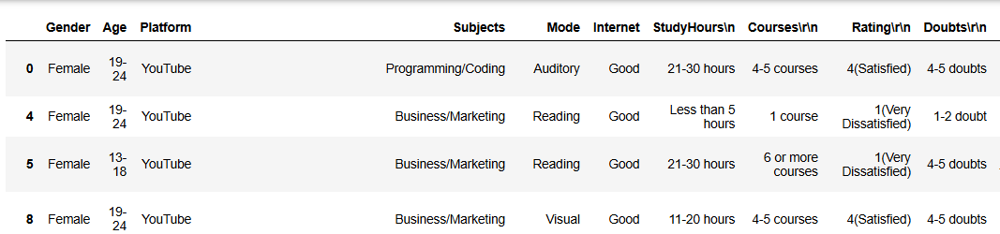 Gender Age Platform Subjects Mode Internet StudyHours\n Courses\r\n Rating\r\n Doubts\r\n
0 Female 19-24 YouTube Programming/Coding Auditory Good 21-30 hours 4-5 courses 4(Satisfied) 4-5 doubts
4 Female 19-24 YouTube Business/Marketing Reading Good Less than 5 hours 1 course 1(Very Dissatisfied) 1-2 doubt
5 Female 13-18 YouTube Business/Marketing Reading Good 21-30 hours 6 or more courses 1(Very Dissatisfied) 4-5 doubts
8 Female 19-24 YouTube Business/Marketing Visual Good 11-20 hours 4-5 courses 4(Satisfied) 4-5 doubts